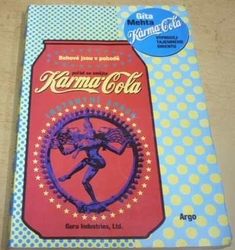 Gita
Mehta
Karma Cola
VÝPRODEJ
TAJEMNÉHO
ORIENTU
Bohové jsou v pohodě
Karma Cola
Guru Industries, Ltd.
Argo